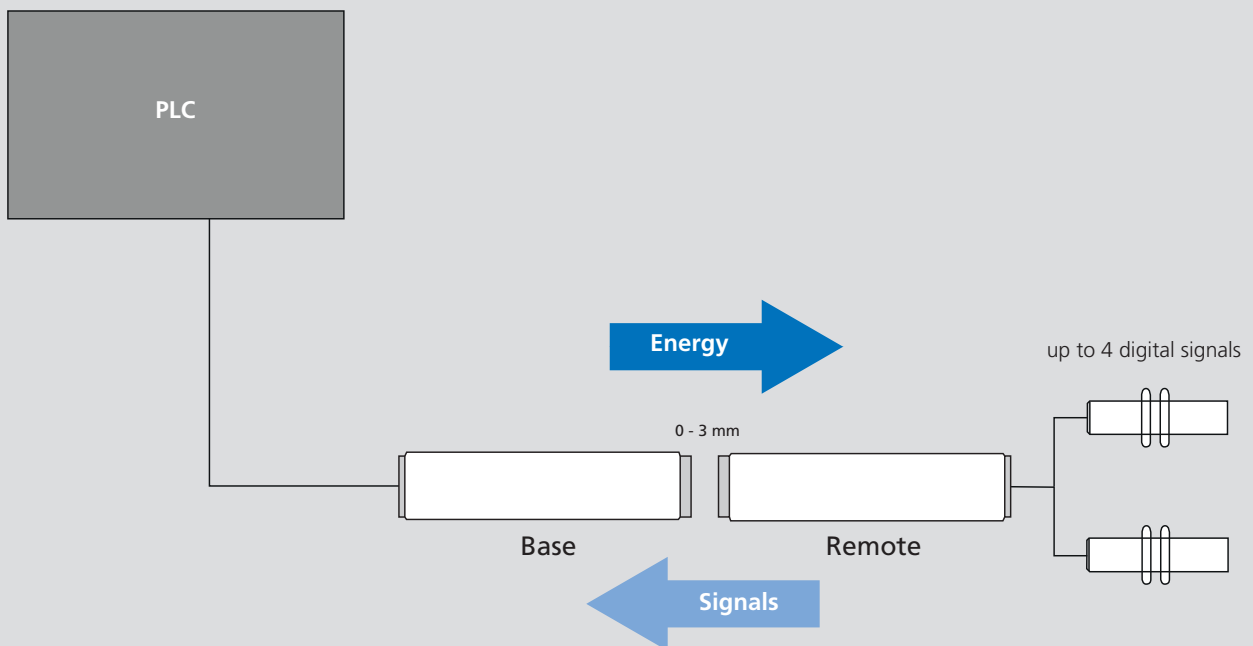 PLC
Energy
up to 4 digital signals
0 - 3 mm
Base
Remote
Signals